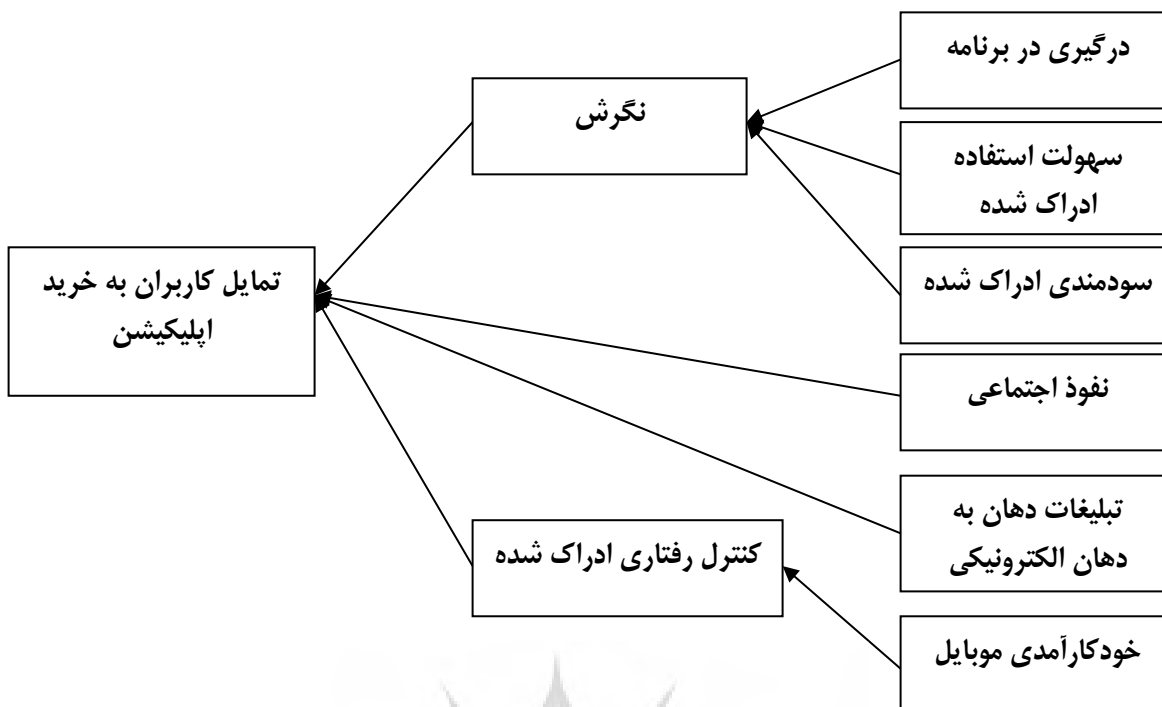 درگیری در برنامه
نگرش
سهولت استفاده
ادراک شده
سودمندی ادراک شده
تمایل کاربران به خرید
اپلیکیشن
نفوذ اجتماعی
تبلیغات دهان به
دهان الکترونیکی
کنترل رفتاری ادراک شده
خودکارآمدی موبایل